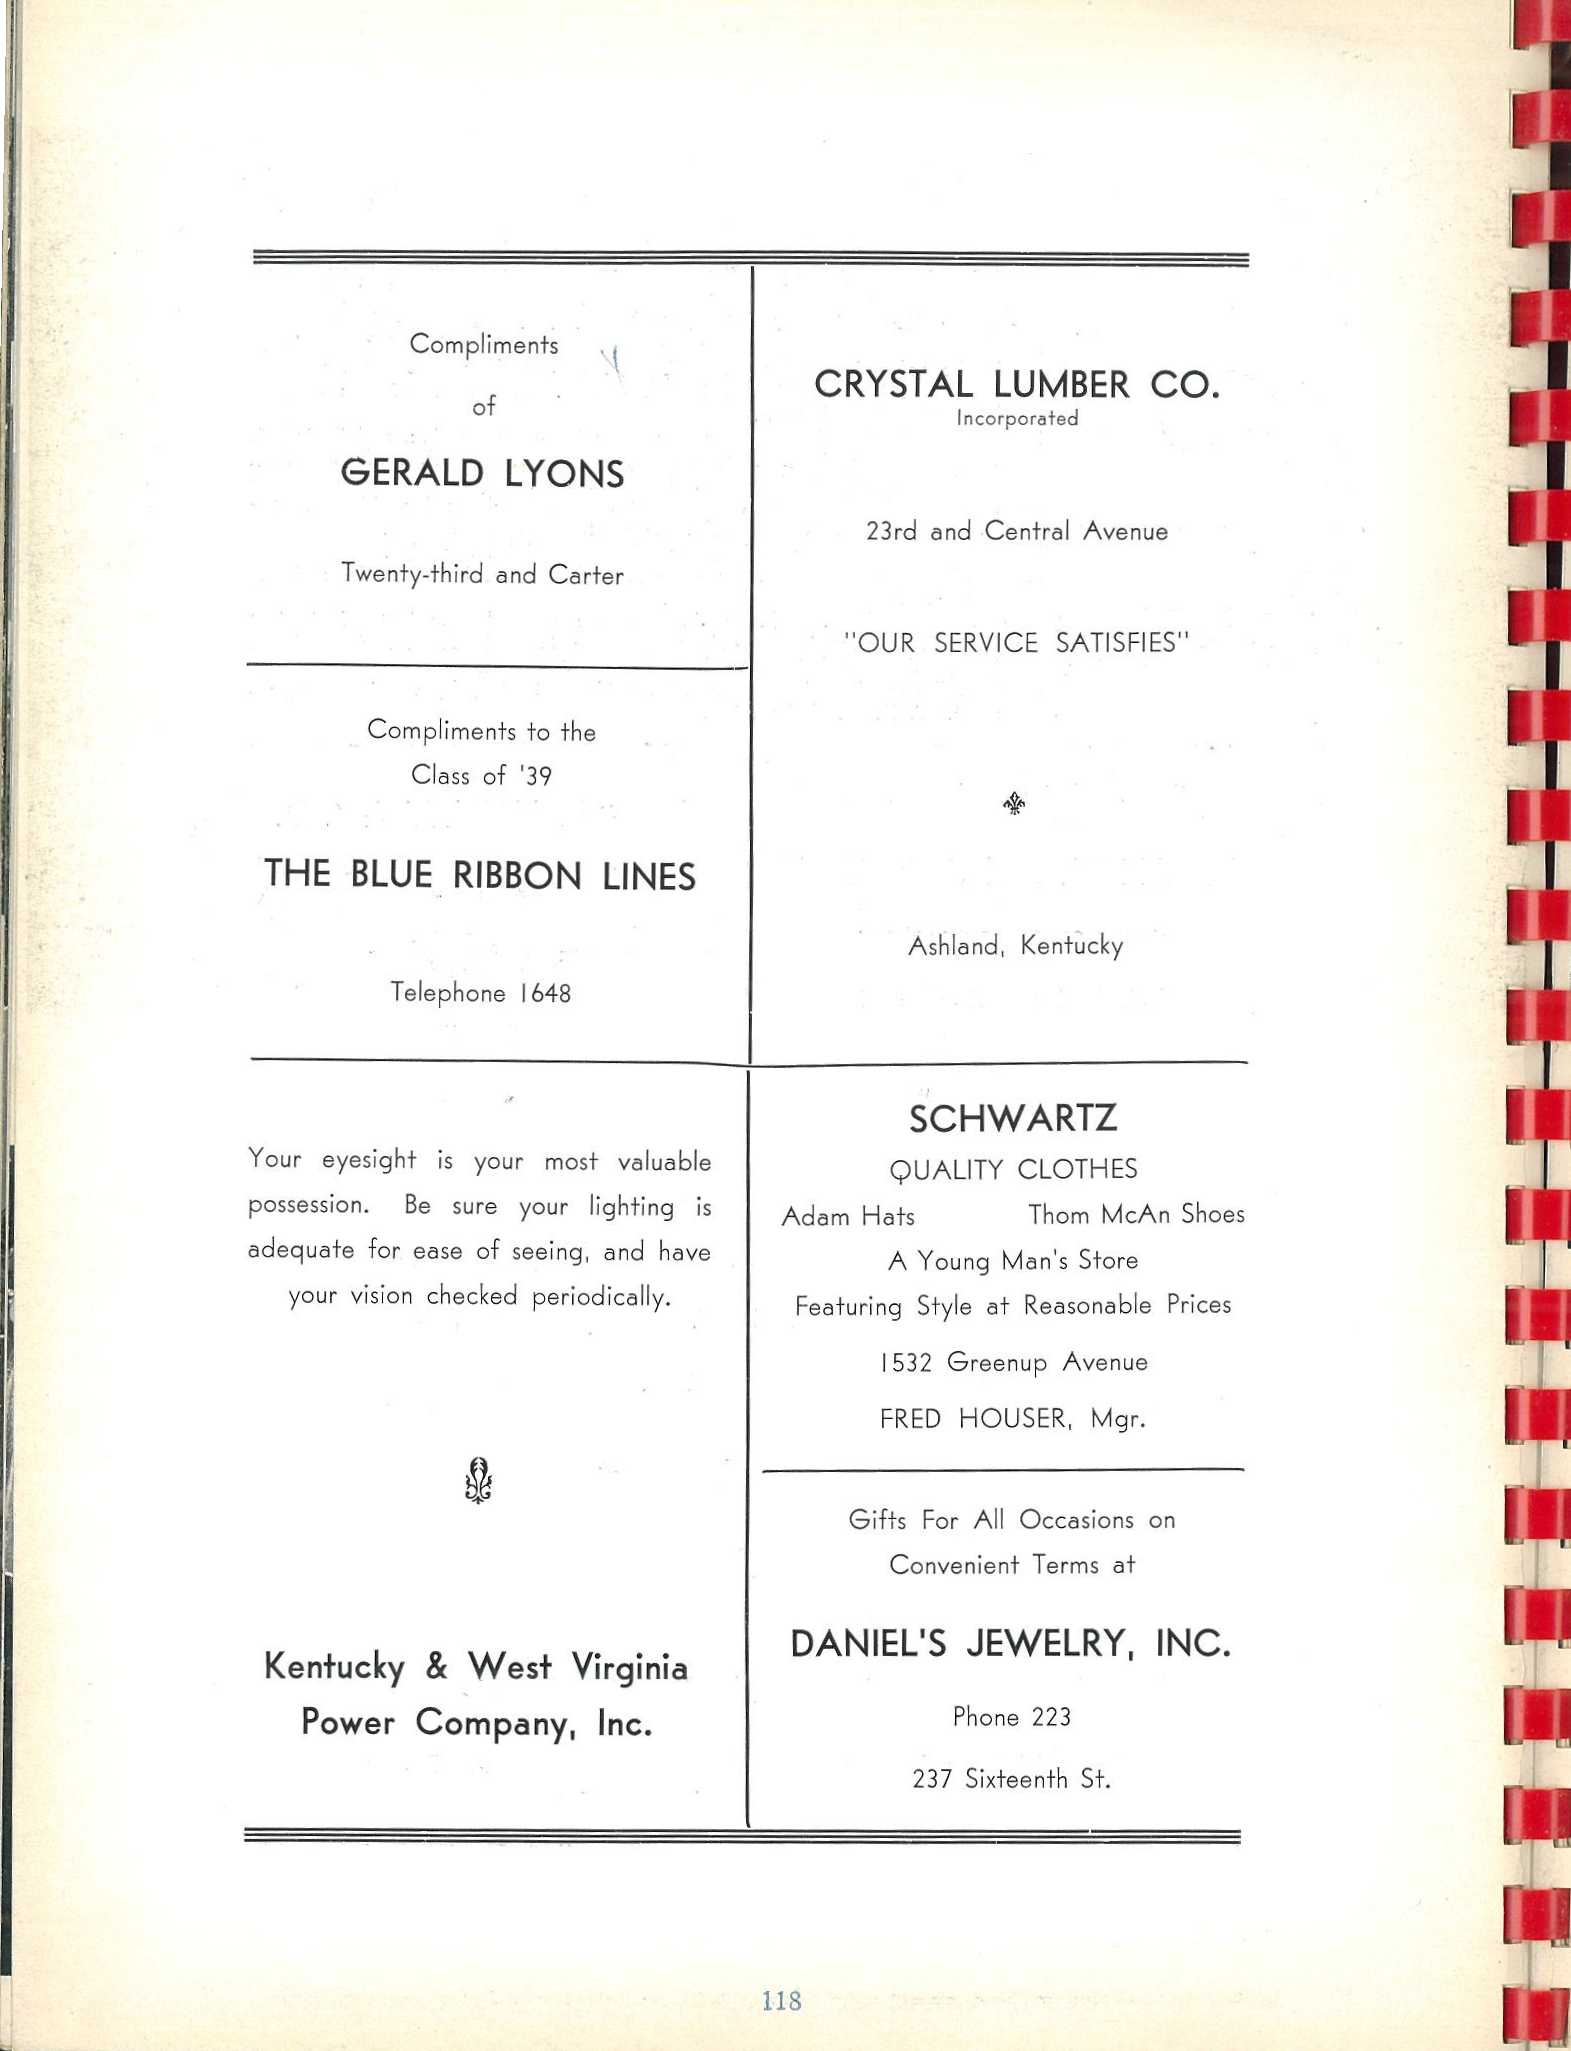 Compliments
of
GERALD LYONS
Twenty-third and Carter
Compliments to the
Class of '39
THE BLUE RIBBON LINES
Telephone 1648
Your eyesight is your most valuable
possession. Be sure your lighting is
adequate for ease of seeing, and have
your vision checked periodically.
Kentucky & West Virginia
Power Company, Inc.
CRYSTAL LUMBER CO.
Incorporated
23rd and Central Avenue
"OUR SERVICE SATISFIES"
Ashland, Kentucky
SCHWARTZ
QUALITY CLOTHES
Adam Hats Thom McAn Shoes
A Young Man's Store
Featuring Style at Reasonable Prices
1532 Greenup Avenue
FRED HOUSER, Mgr.
Gifts For All Occasions on
Convenient Terms at
DANIEL'S JEWELRY, INC.
Phone 223
237 Sixteenth St.
118